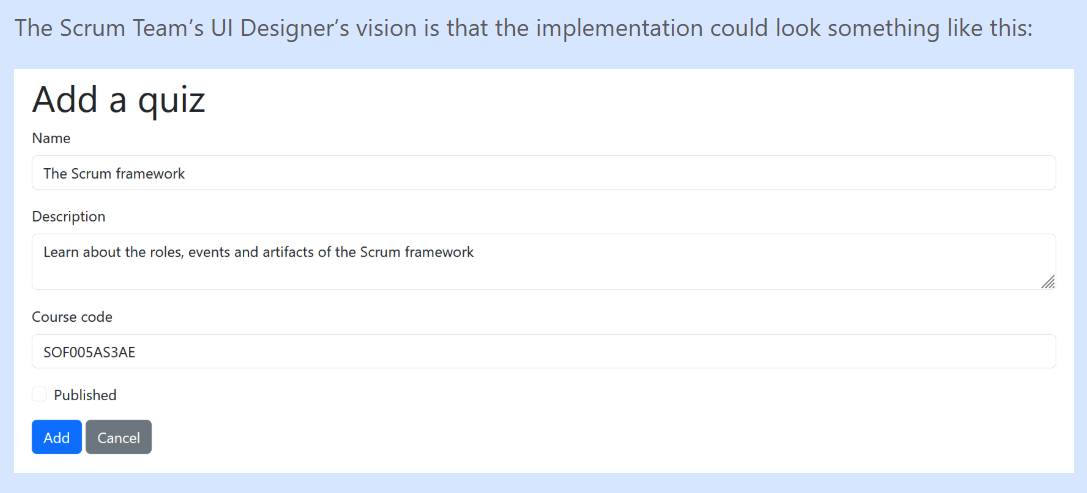 The Scrum Team’s UI Designer’s vision is that the implementation could look something like this:
Add a quiz
Name
The Scrum framework
Description
Learn about the roles, events and artifacts of the Scrum framework
Course code
SOF005AS3AE
Published
Add Cancel